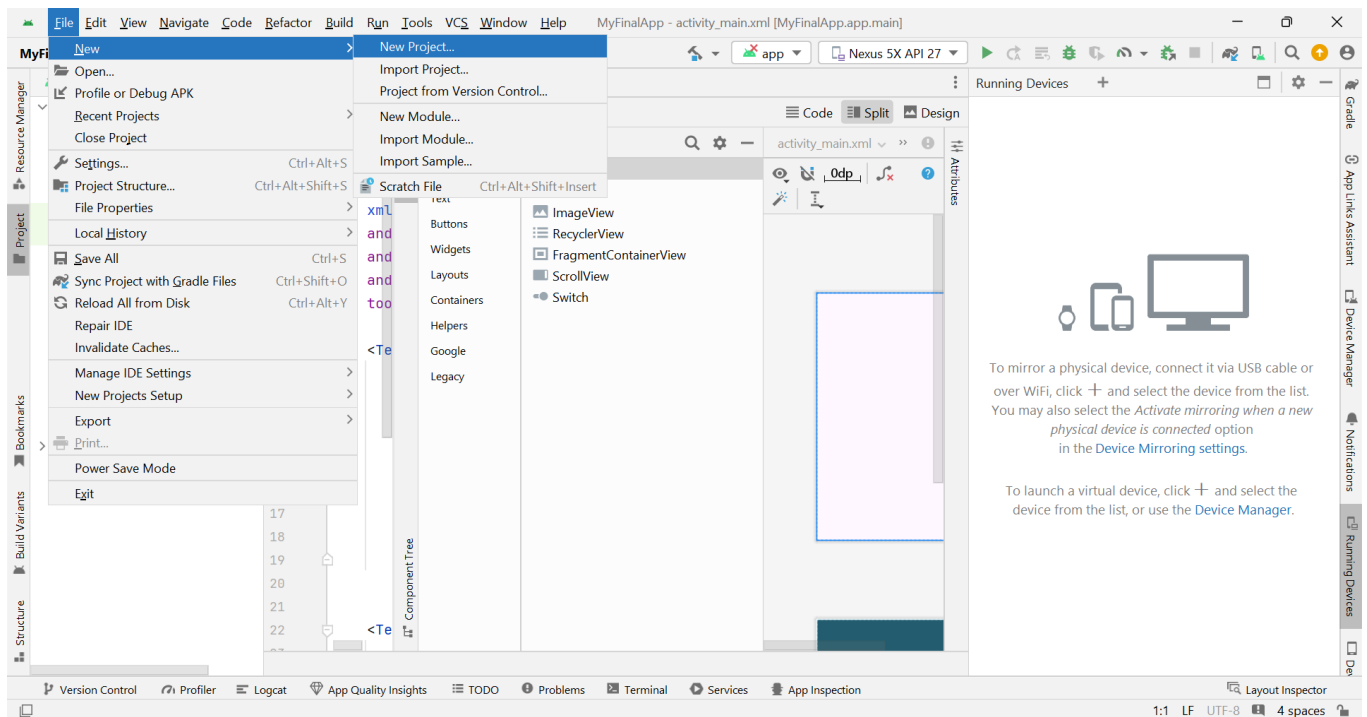 File Edit View Navigate Code Refactor Build Run Tools VCS Window Help MyFinalApp - activity_main.xml [MyFinalApp.app.main]
MyFi
app
Nexus 5X API 27
New
Open...
Profile or Debug APK
Recent Projects
Close Project
Settings... Ctrl+Alt+S
Project Structure... Ctrl+Alt+Shift+S
File Properties
Local History
Save All Ctrl+S
Sync Project with Gradle Files Ctrl+Shift+O
Reload All from Disk Ctrl+Alt+Y
Repair IDE
Invalidate Caches...
Manage IDE Settings
New Projects Setup
Export
Print...
Power Save Mode
Exit
New Project...
Import Project...
Project from Version Control...
New Module...
Import Module...
Import Sample...
Scratch File Ctrl+Alt+Shift+Insert
Resource Manager
Project
Bookmarks
Build Variants
Structure
xml
and
and
and
too
<Te
<Te
17
18
19
20
21
22
Component Tree
Text
Buttons
Widgets
Layouts
Containers
Helpers
Google
Legacy
ImageView
RecyclerView
FragmentContainerView
ScrollView
Switch
Code Split Design
activity_main.xml
0dp
Attributes
Running Devices
To mirror a physical device, connect it via USB cable or
over WiFi, click + and select the device from the list.
You may also select the Activate mirroring when a new
physical device is connected option
in the Device Mirroring settings.
To launch a virtual device, click + and select the
device from the list, or use the Device Manager.
Gradle
App Links Assistant
Device Manager
Notifications
Running Devices
Dev
Version Control Profiler Logcat App Quality Insights TODO Problems Terminal Services App Inspection Layout Inspector
1:1 LF UTF-8 4 spaces